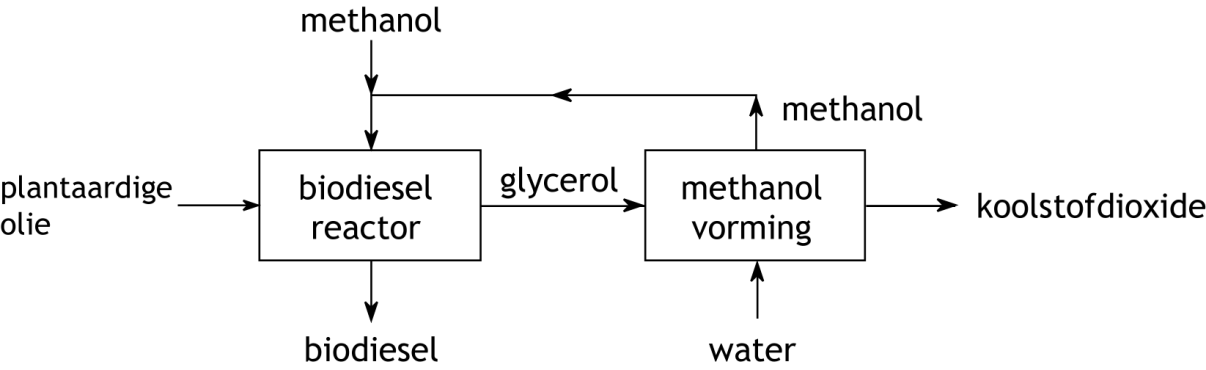 methanol
methanol
plantaardige
olie
biodiesel
reactor
glycerol
methanol
vorming
koolstofdioxide
biodiesel
water